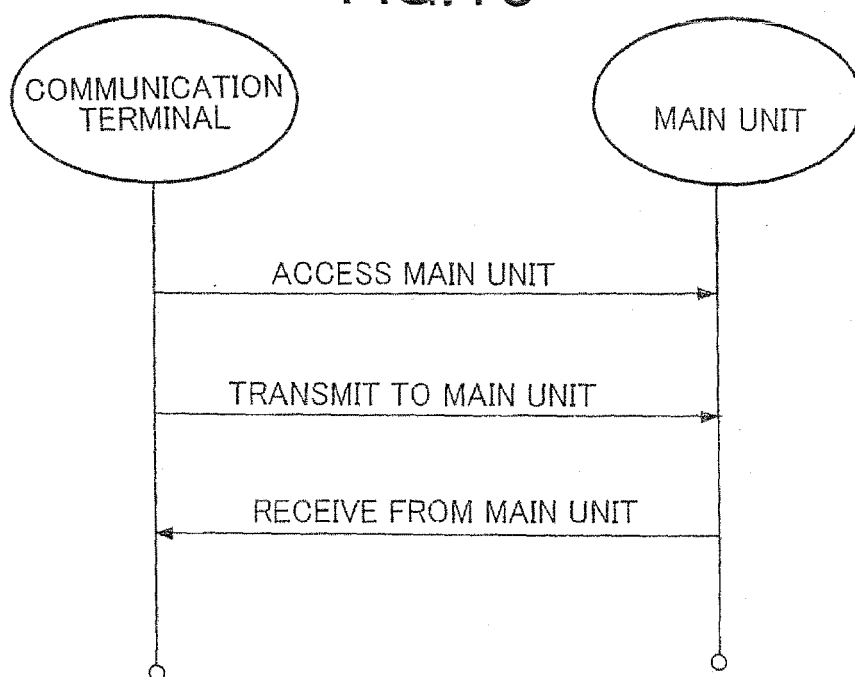 COMMUNICATION
TERMINAL
MAIN UNIT
ACCESS MAIN UNIT
TRANSMIT TO MAIN UNIT
RECEIVE FROM MAIN UNIT